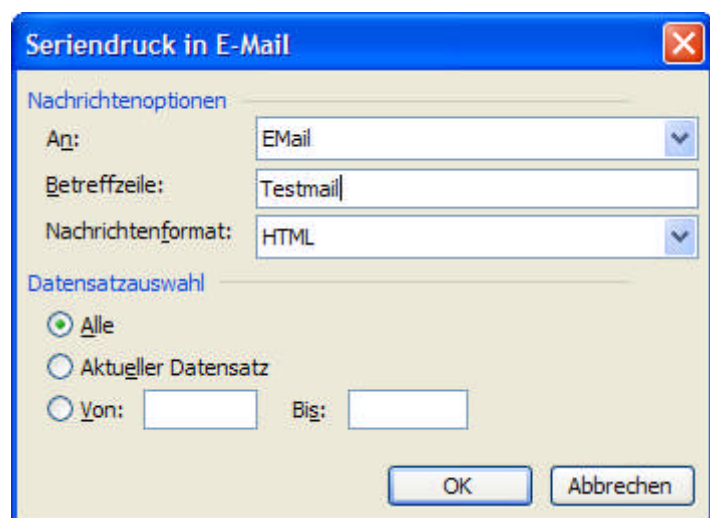 Seriendruck in E-Mail
Nachrichtenoptionen
An: EMail
Betreffzeile: Testmail
Nachrichtenformat: HTML
Datensatzauswahl
Alle
Aktueller Datensatz
Von: Bis:
OK Abbrechen